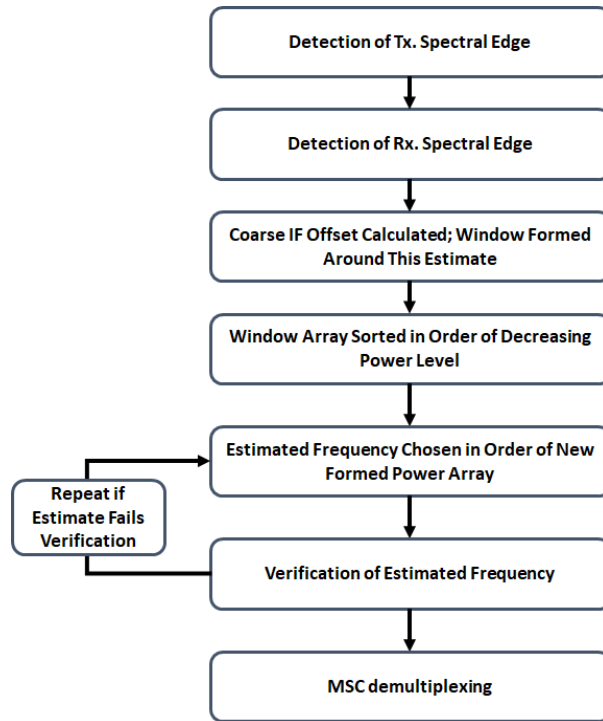 Detection of Tx. Spectral Edge
Detection of Rx. Spectral Edge
Coarse IF Offset Calculated; Window Formed
Around This Estimate
Window Array Sorted in Order of Decreasing
Power Level
Estimated Frequency Chosen in Order of New
Formed Power Array
Repeat if
Estimate Fails
Verification
Verification of Estimated Frequency
MSC demultiplexing